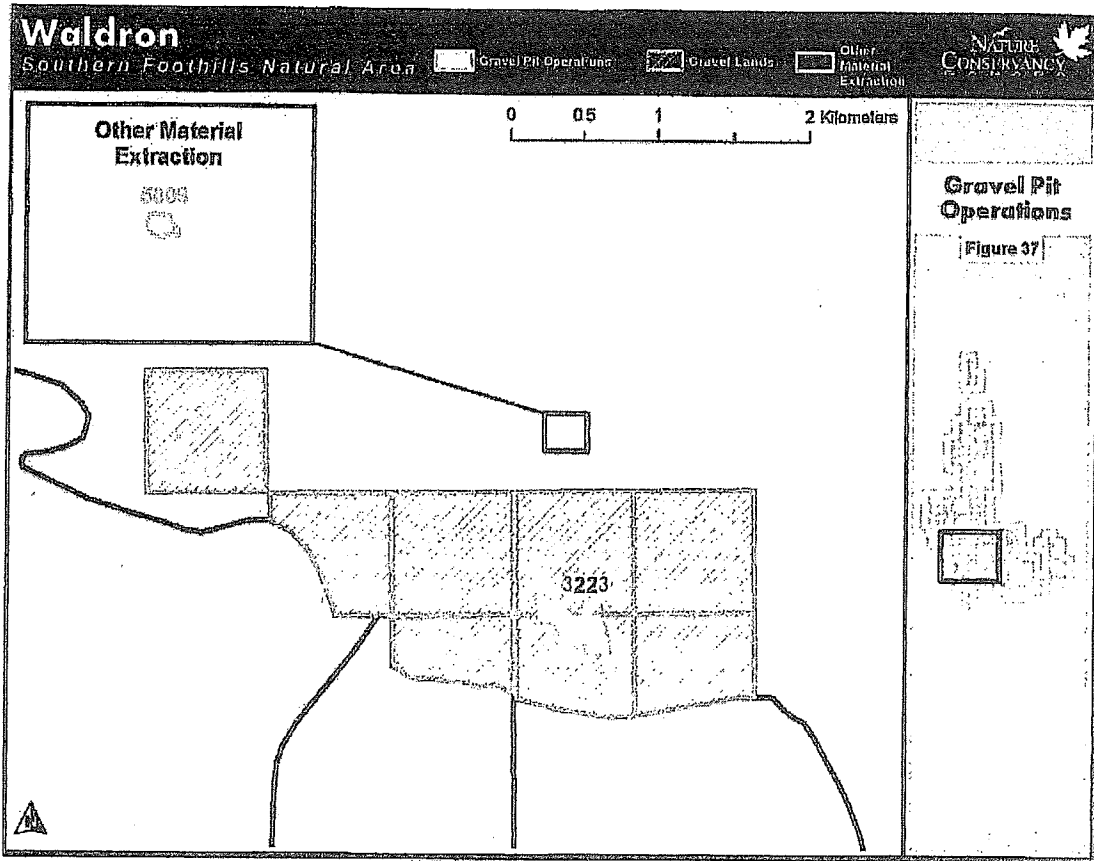 Waldron
Southern Foothills Natural Area
Gravel Pit Operations
Gravel Lands
Other
Material
Extraction
NATURE
CONSERVANCY
CANADA
Other Material
Extraction
0 0.5 1 2 Kilometers
Gravel Pit
Operations
Figure 37
3223
N